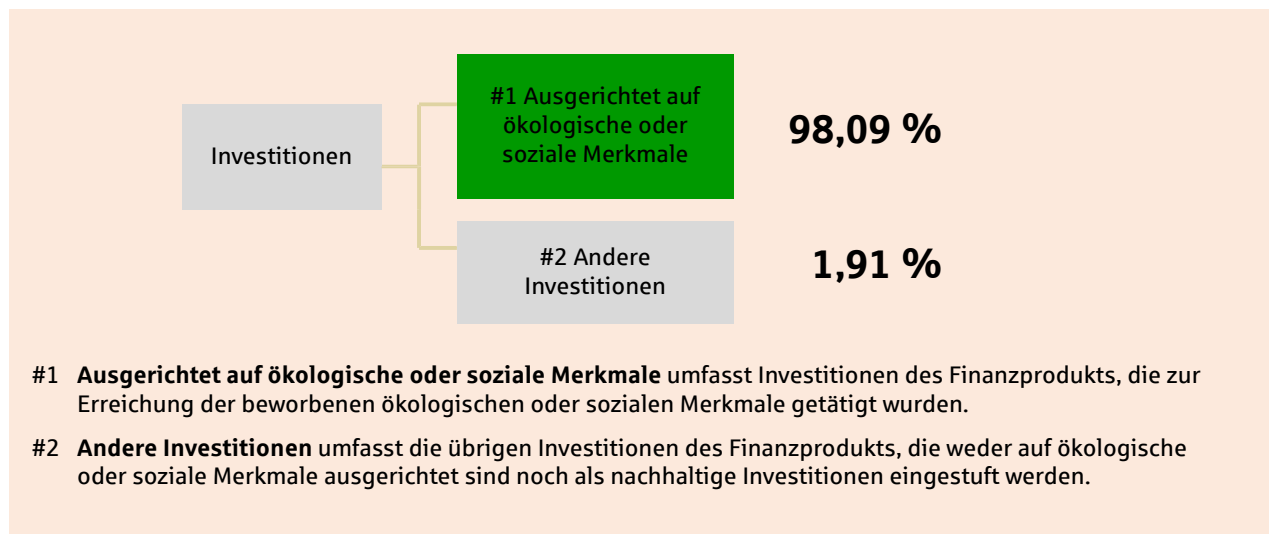 Investitionen
#1 Ausgerichtet auf
ökologische oder
soziale Merkmale
98,09 %
#2 Andere
Investitionen
1,91 %
#1 Ausgerichtet auf ökologische oder soziale Merkmale umfasst Investitionen des Finanzprodukts, die zur
Erreichung der beworbenen ökologischen oder sozialen Merkmale getätigt wurden.
#2 Andere Investitionen umfasst die übrigen Investitionen des Finanzprodukts, die weder auf ökologische
oder soziale Merkmale ausgerichtet sind noch als nachhaltige Investitionen eingestuft werden.